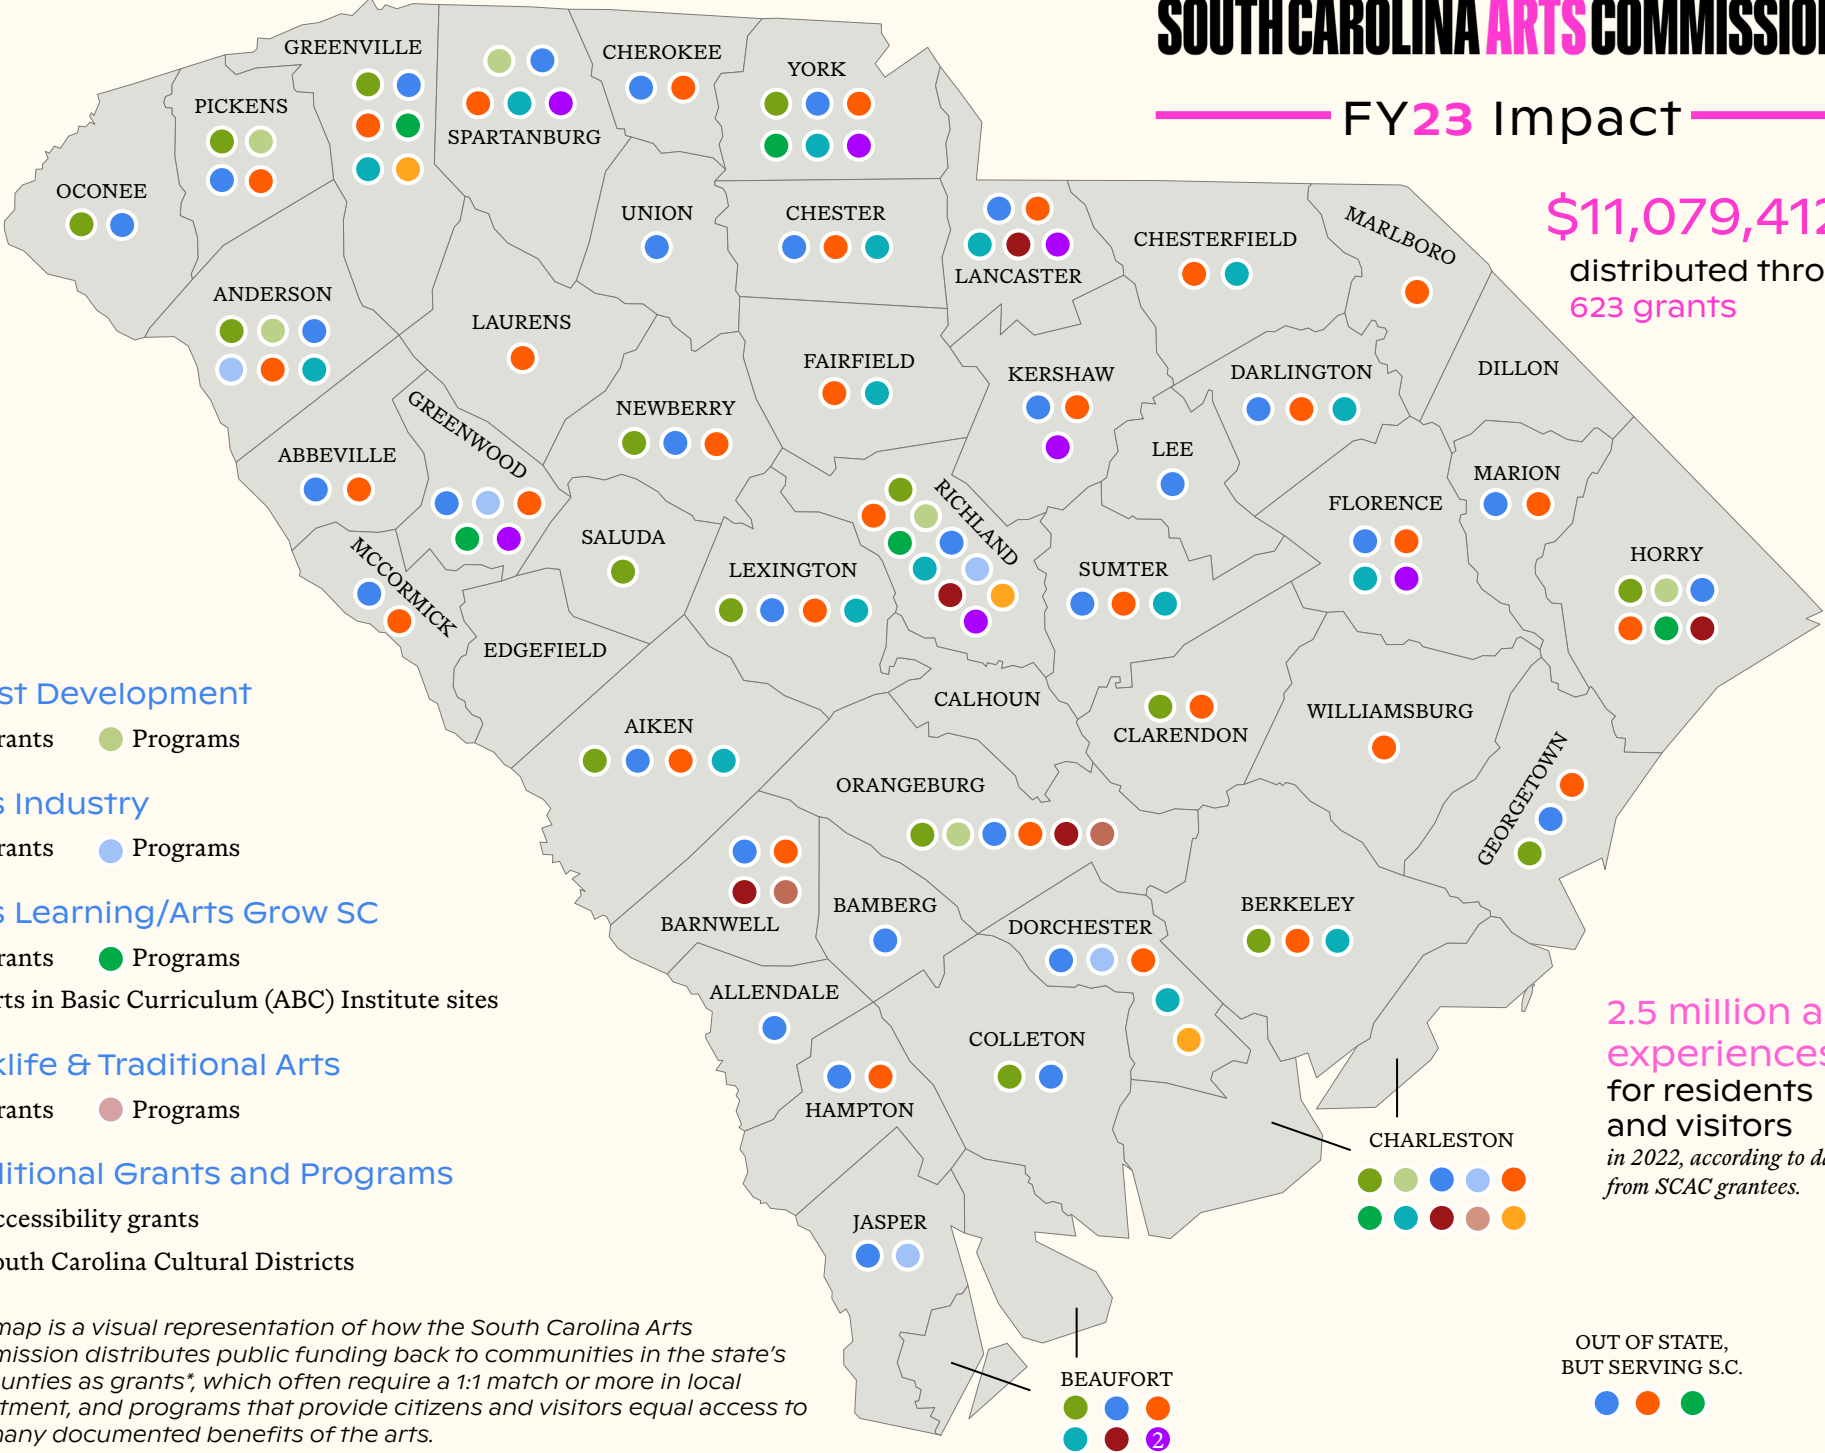 SOUTH CAROLINA ARTS COMMISSION
FY23 Impact
$11,079,412
distributed thro
623 grants
GREENVILLE
CHEROKEE
YORK
PICKENS
SPARTANBURG
OCONEE
UNION
CHESTER
LANCASTER
CHESTERFIELD
MARLBORO
ANDERSON
LAURENS
FAIRFIELD
KERSHAW
DARLINGTON
DILLON
NEWBERRY
GREENWOOD
ABBEVILLE
LEE
MARION
RICHLAND
FLORENCE
SALUDA
HORRY
MCCORMICK
LEXINGTON
SUMTER
EDGEFIELD
CALHOUN
CLARENDON
WILLIAMSBURG
AIKEN
ORANGEBURG
GEORGETOWN
BARNWELL
BAMBERG
DORCHESTER
BERKELEY
ALLENDALE
COLLETON
HAMPTON
CHARLESTON
JASPER
BEAUFORT
2
st Development
rants
Programs
s Industry
rants
Programs
s Learning/Arts Grow SC
rants
Programs
rts in Basic Curriculum (ABC) Institute sites
klife & Traditional Arts
rants
Programs
litional Grants and Programs
ccessibility grants
outh Carolina Cultural Districts
map is a visual representation of how the South Carolina Arts
mission distributes public funding back to communities in the state's
unties as grants*, which often require a 1:1 match or more in local
tment, and programs that provide citizens and visitors equal access to
nany documented benefits of the arts.
2.5 million a
experiences
for residents
and visitors
in 2022, according to da
from SCAC grantees.
OUT OF STATE,
BUT SERVING S.C.